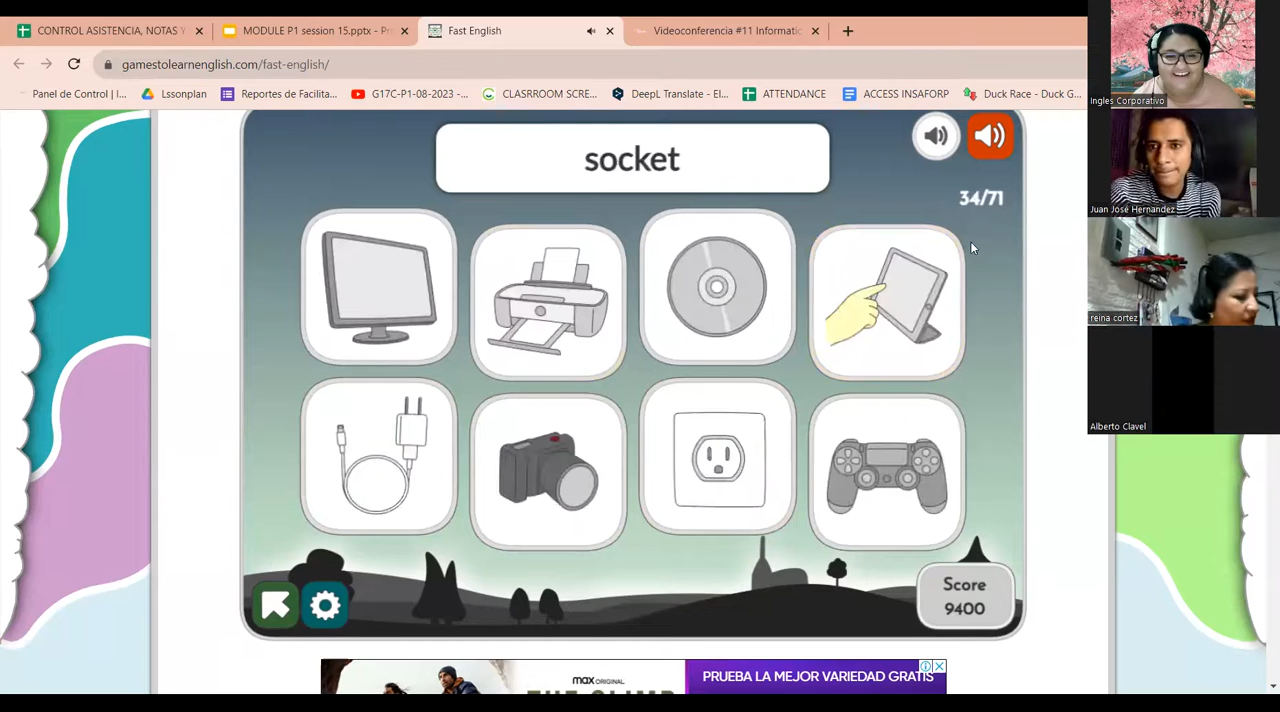 CONTROL ASISTENCIA, NOTAS Y
MODULE P1 session 15.pptx - Pr
Fast English
Videoconferencia #11 Informatic
gamestolearnenglish.com/fast-english/
Panel de Control | I...
Lssonplan
Reportes de Facilita...
G17C-P1-08-2023 -...
CLASRROOM SCRE...
DeepL Translate - El...
ATTENDANCE
ACCESS INSAFORP
Duck Race - Duck G...
socket
34/71
Score
9400
max ORIGINAL
PRUEBA LA MEJOR VARIEDAD GRATIS
Ingles Corporativo
Juan José Hernandez
reina cortez
Alberto Clavel